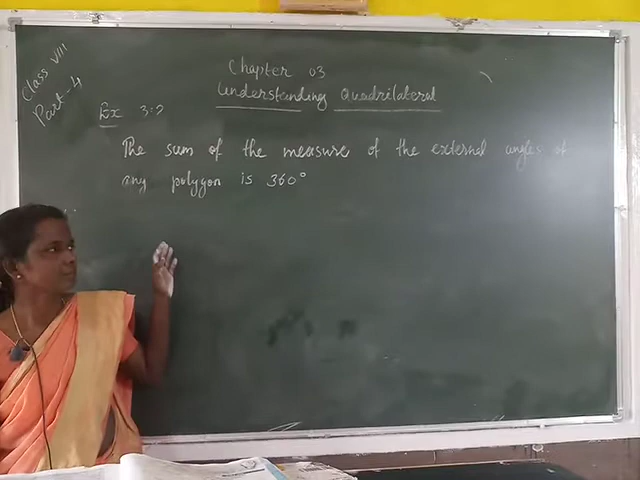 Class VIII
Part-4
Chapter 03
Understanding Quadrilateral
Ex 3.2
The sum of the measure of the external angles of
any polygon is 360°